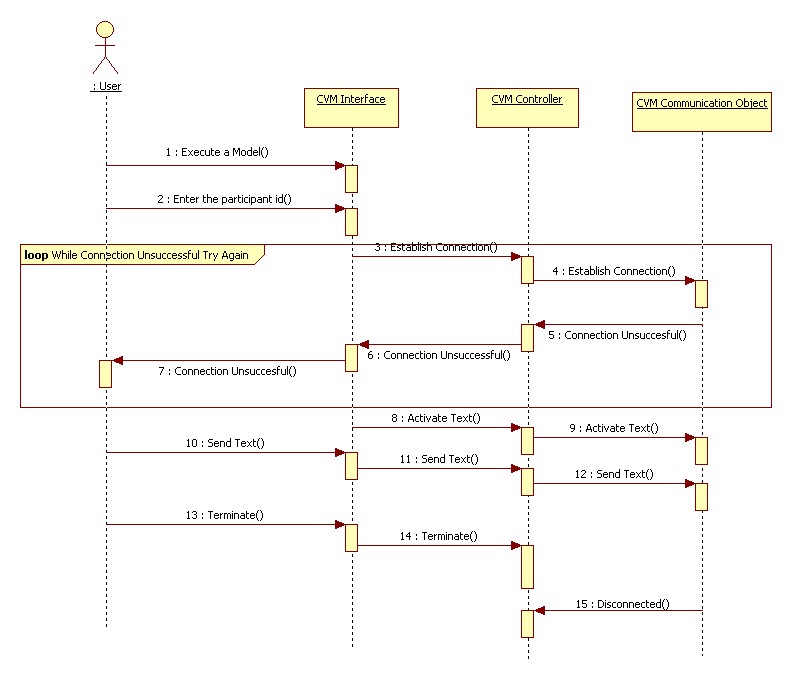 : User
CVM Interface
CVM Controller
CVM Communication Object
1 : Execute a Model()
2 : Enter the participant id()
loop While Connection Unsuccessful Try Again
3 : Establish Connection()
4 : Establish Connection()
5 : Connection Unsuccesful()
6 : Connection Unsuccessful()
7 : Connection Unsuccesful()
8 : Activate Text()
9 : Activate Text()
10 : Send Text()
11 : Send Text()
12 : Send Text()
13 : Terminate()
14 : Terminate()
15 : Disconnected()